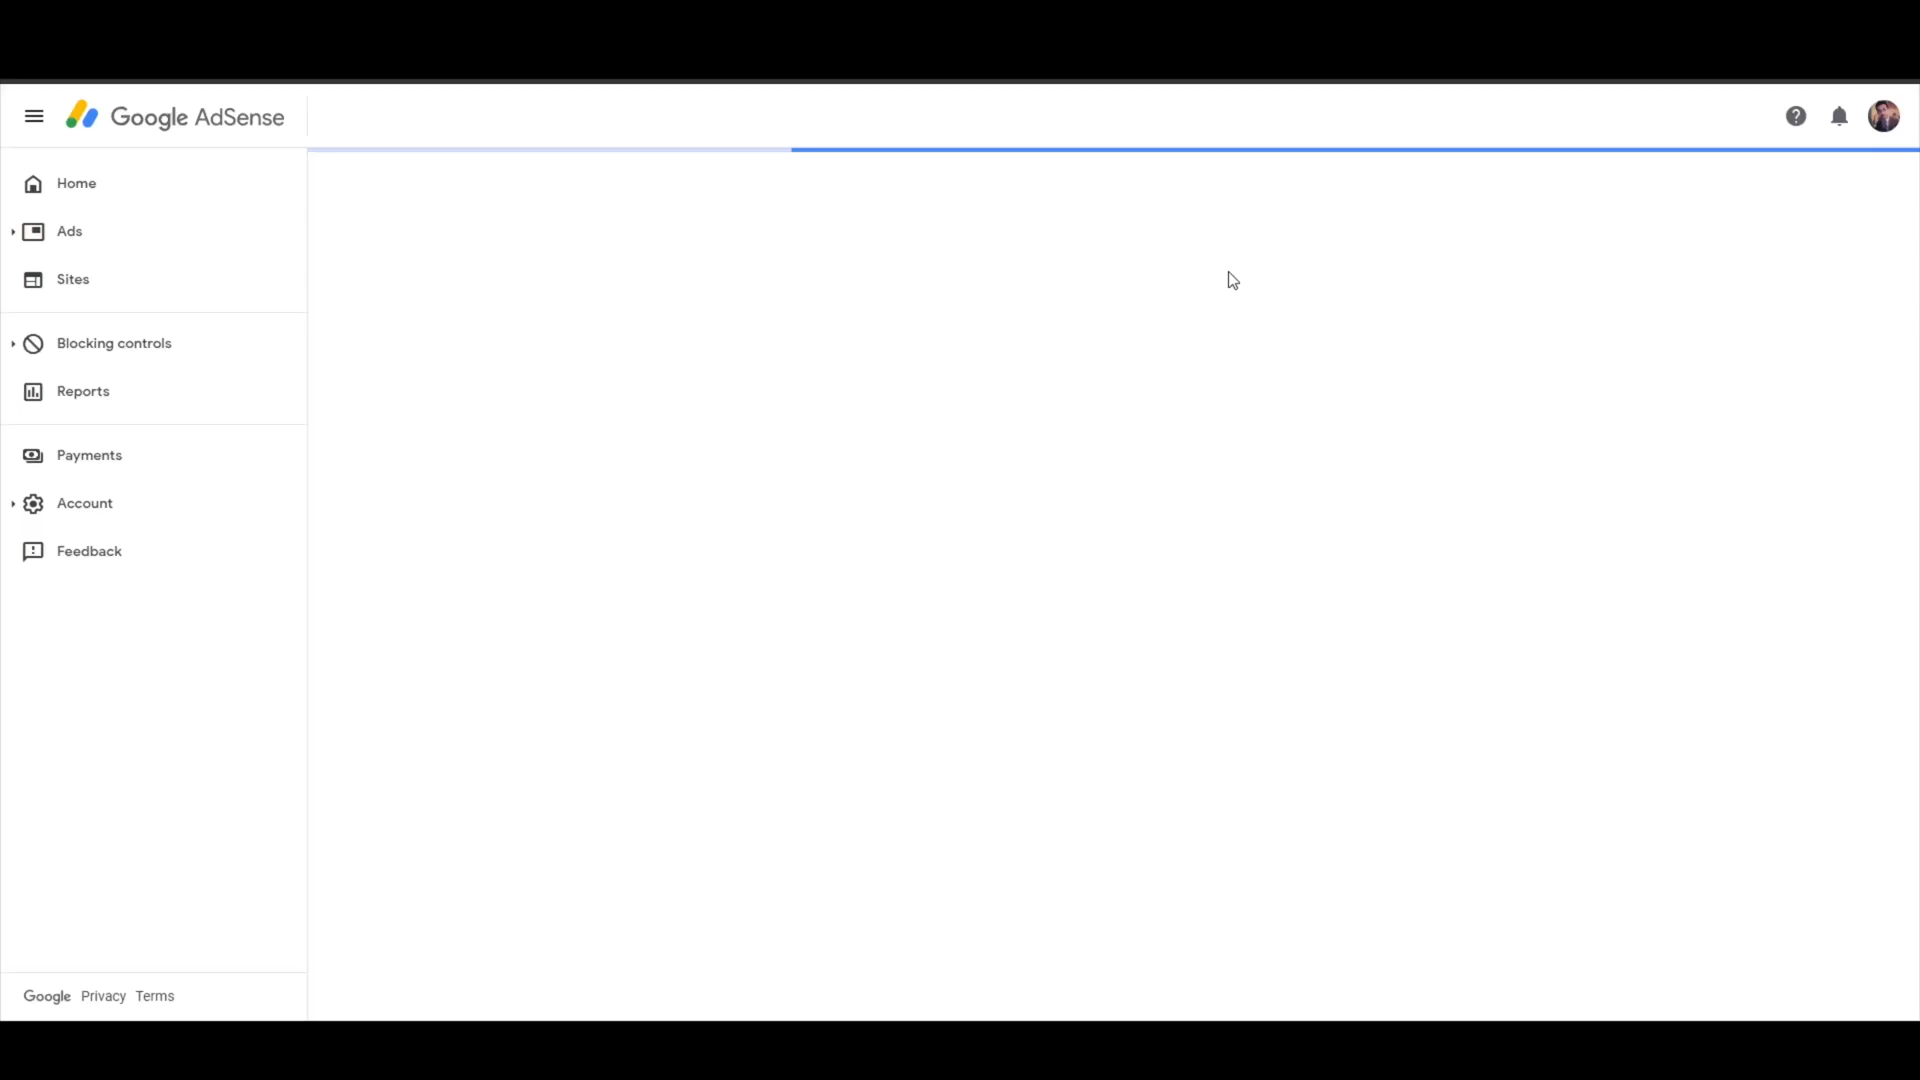 Google AdSense
Home
Ads
Sites
Blocking controls
Reports
Payments
Account
Feedback
Google Privacy Terms